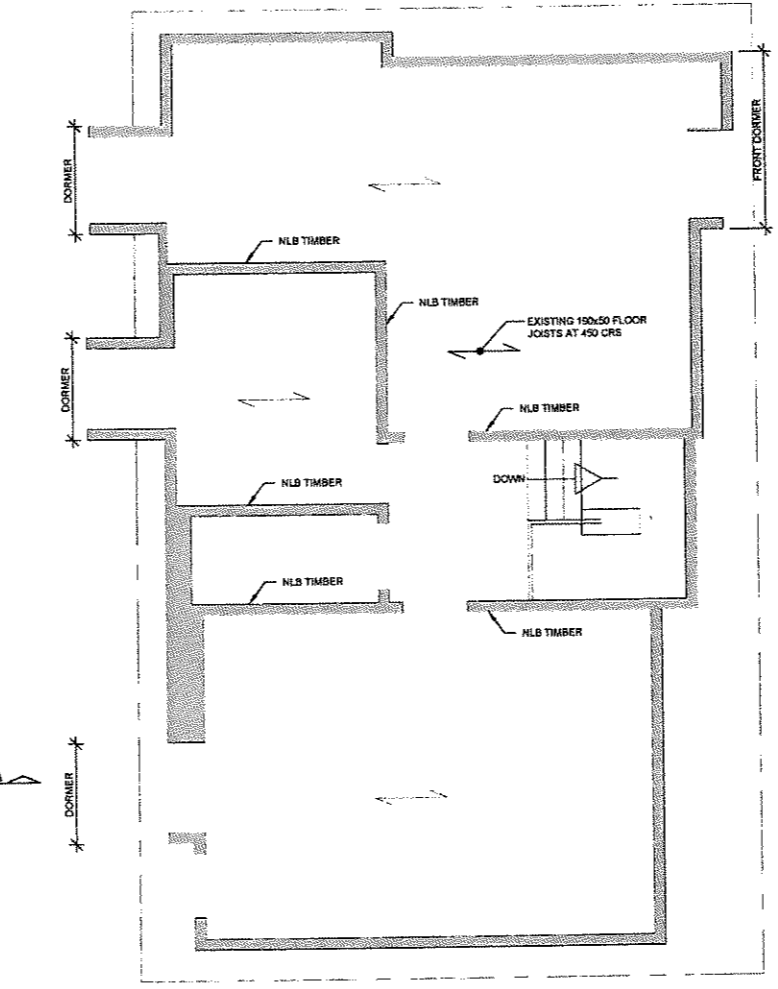 DORMER
FRONT DORMER
NLB TIMBER
NLB TIMBER
EXISTING 190x50 FLOOR
JOISTS AT 450 CRS
DORMER
NLB TIMBER
NLB TIMBER
DOWN
NLB TIMBER
NLB TIMBER
DORMER